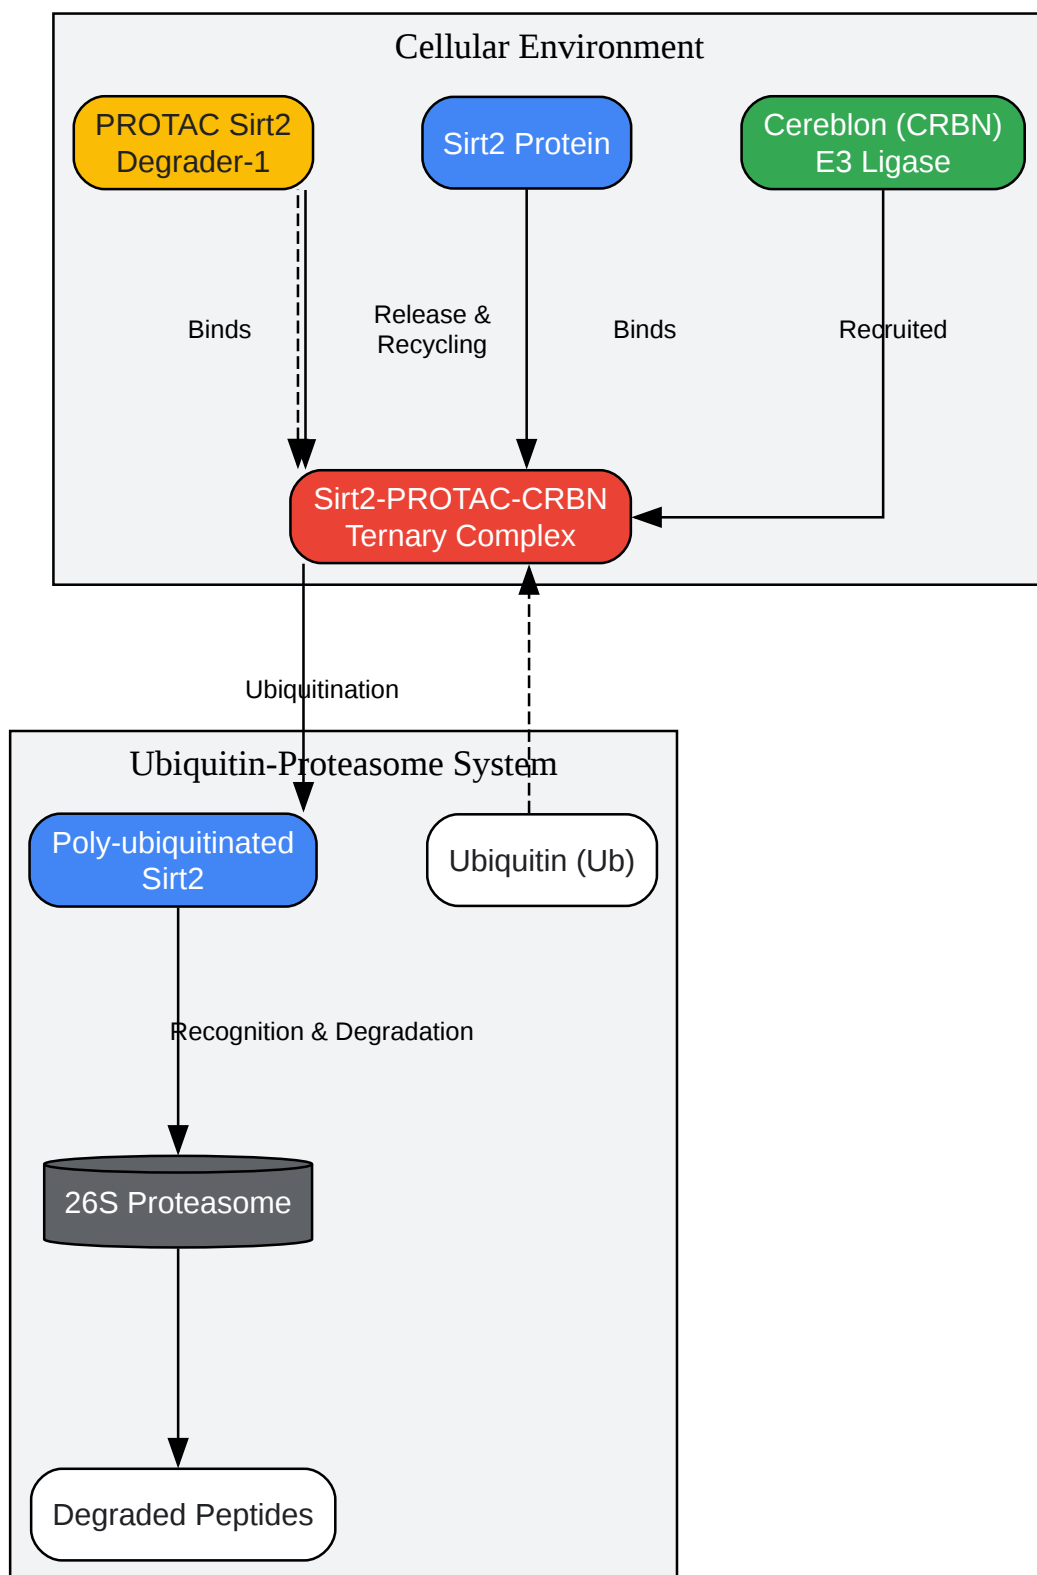 Cellular Environment
PROTAC Sirt2
Degrader-1
Sirt2 Protein
Cereblon (CRBN)
E3 Ligase
Binds
Release &
Recycling
Binds
Recruited
Sirt2-PROTAC-CRBN
Ternary Complex
Ubiquitination
Ubiquitin-Proteasome System
Poly-ubiquitinated
Sirt2
Ubiquitin (Ub)
Recognition & Degradation
26S Proteasome
Degraded Peptides